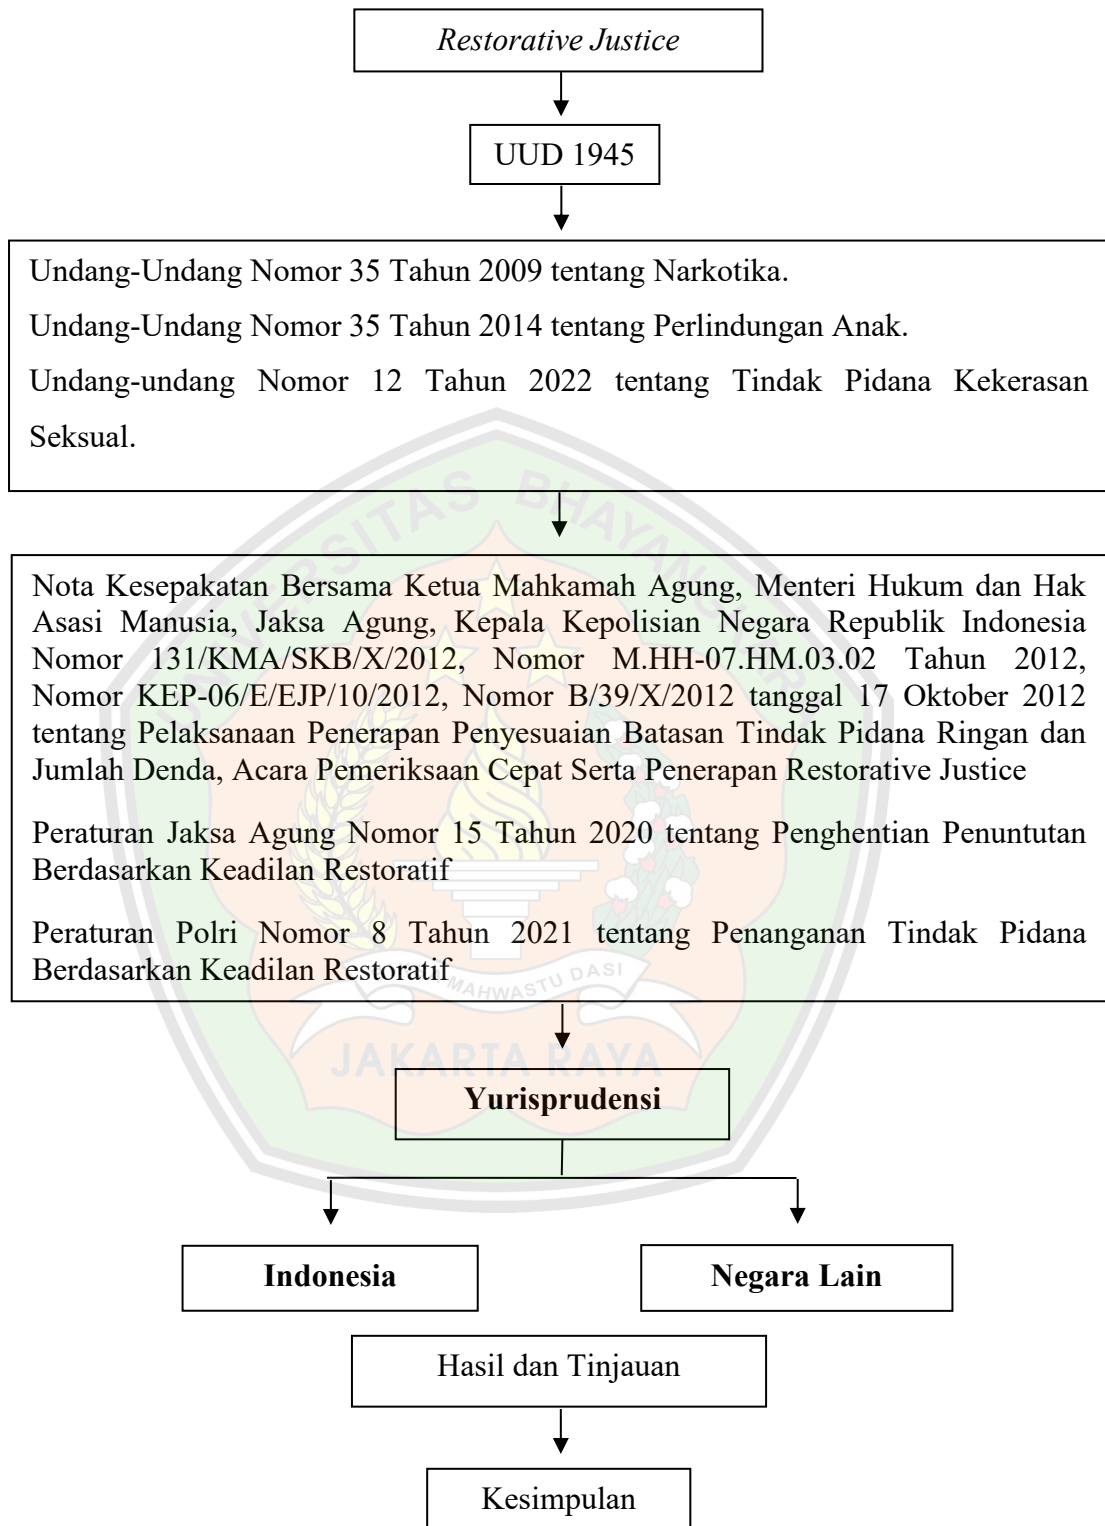 Restorative Justice
UUD 1945
Undang-Undang Nomor 35 Tahun 2009 tentang Narkotika.
Undang-Undang Nomor 35 Tahun 2014 tentang Perlindungan Anak.
Undang-undang Nomor 12 Tahun 2022 tentang Tindak Pidana Kekerasan
Seksual.
UNIVERSITAS BHAYANGKARA
Nota Kesepakatan Bersama Ketua Mahkamah Agung, Menteri Hukum dan Hak
Asasi Manusia, Jaksa Agung, Kepala Kepolisian Negara Republik Indonesia
Nomor 131/KMA/SKB/X/2012, Nomor M.HH-07.HM.03.02 Tahun 2012,
Nomor KEP-06/E/EJP/10/2012, Nomor B/39/X/2012 tanggal 17 Oktober 2012
tentang Pelaksanaan Penerapan Penyesuaian Batasan Tindak Pidana Ringan dan
Jumlah Denda, Acara Pemeriksaan Cepat Serta Penerapan Restorative Justice
Peraturan Jaksa Agung Nomor 15 Tahun 2020 tentang Penghentian Penuntutan
Berdasarkan Keadilan Restoratif
Peraturan Polri Nomor 8 Tahun 2021 tentang Penanganan Tindak Pidana
Berdasarkan Keadilan Restoratif
MAHWASTU DASI
JAKARTA RAYA
Yurisprudensi
Indonesia
Negara Lain
Hasil dan Tinjauan
Kesimpulan